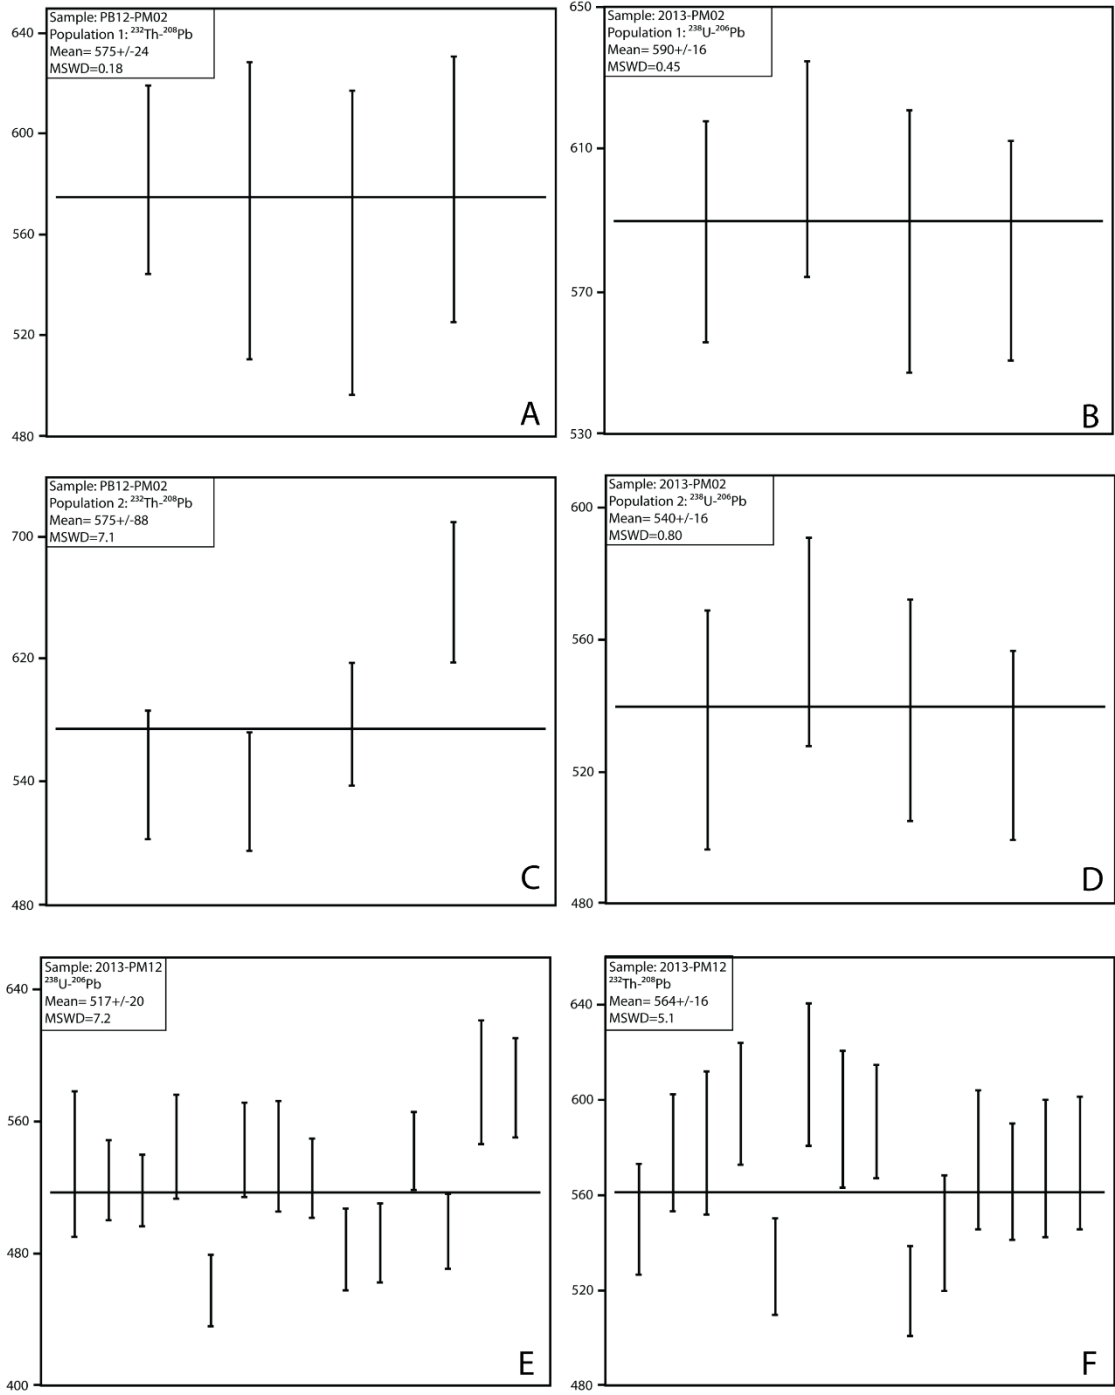 Sample: PB12-PM02
Population 1: ²³²Th-²⁰⁸Pb
Mean= 575+/-24
MSWD=0.18
640
600
560
520
480
A
Sample: 2013-PM02
Population 1: ²³⁸U-²⁰⁶Pb
Mean= 590+/-16
MSWD=0.45
650
610
570
530
B
Sample: PB12-PM02
Population 2: ²³²Th-²⁰⁸Pb
Mean= 575+/-88
MSWD=7.1
700
620
540
480
C
Sample: 2013-PM02
Population 2: ²³⁸U-²⁰⁶Pb
Mean= 540+/-16
MSWD=0.80
600
560
520
480
D
Sample: 2013-PM12
²³⁸U-²⁰⁶Pb
Mean= 517+/-20
MSWD=7.2
640
560
480
400
E
Sample: 2013-PM12
²³²Th-²⁰⁸Pb
Mean= 564+/-16
MSWD=5.1
640
600
560
520
480
F